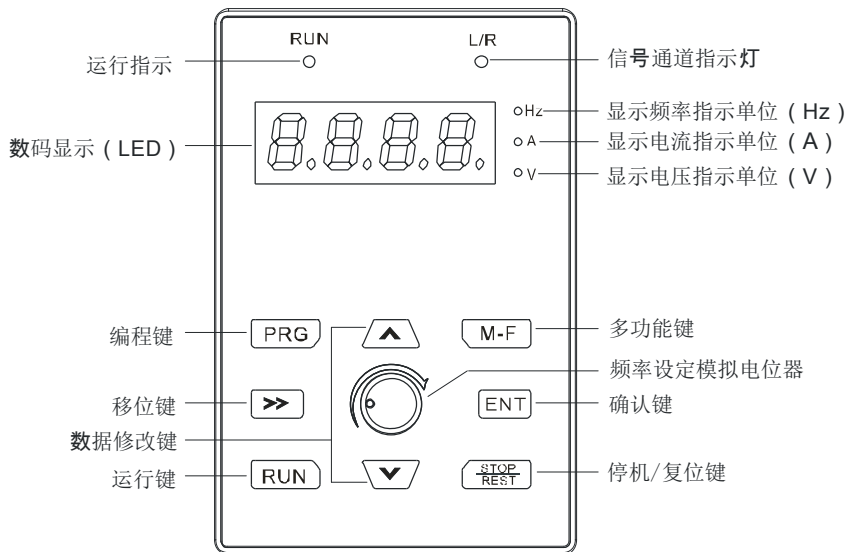 RUN
L/R
运行指示
信号通道指示灯
Hz
显示频率指示单位 ( Hz )
数码显示 ( LED )
8.8.8.8.
A
显示电流指示单位 ( A )
V
显示电压指示单位 ( V )
编程键
PRG
M-F
多功能键
频率设定模拟电位器
移位键
>>
ENT
确认键
数据修改键
运行键
RUN
STOP
REST
停机/复位键